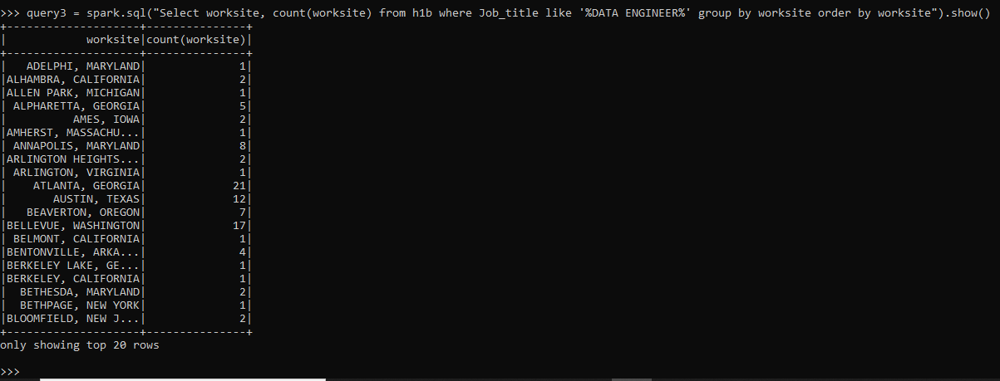 >>> query3 = spark.sql("Select worksite, count(worksite) from h1b where Job_title like '%DATA ENGINEER%' group by worksite order by worksite").show()
+--------------------+---------------+
|            worksite|count(worksite)|
+--------------------+---------------+
|   ADELPHI, MARYLAND|              1|
|ALHAMBRA, CALIFORNIA|              2|
|ALLEN PARK, MICHIGAN|              1|
| ALPHARETTA, GEORGIA|              5|
|          AMES, IOWA|              2|
|AMHERST, MASSACHU...|              1|
| ANNAPOLIS, MARYLAND|              8|
|ARLINGTON HEIGHTS...|              2|
| ARLINGTON, VIRGINIA|              1|
|    ATLANTA, GEORGIA|             21|
|       AUSTIN, TEXAS|             12|
|   BEAVERTON, OREGON|              7|
|BELLEVUE, WASHINGTON|             17|
| BELMONT, CALIFORNIA|              1|
|BENTONVILLE, ARKA...|              4|
|BERKELEY LAKE, GE...|              1|
|BERKELEY, CALIFORNIA|              1|
|  BETHESDA, MARYLAND|              2|
|  BETHPAGE, NEW YORK|              1|
|BLOOMFIELD, NEW J...|              2|
+--------------------+---------------+
only showing top 20 rows
>>>